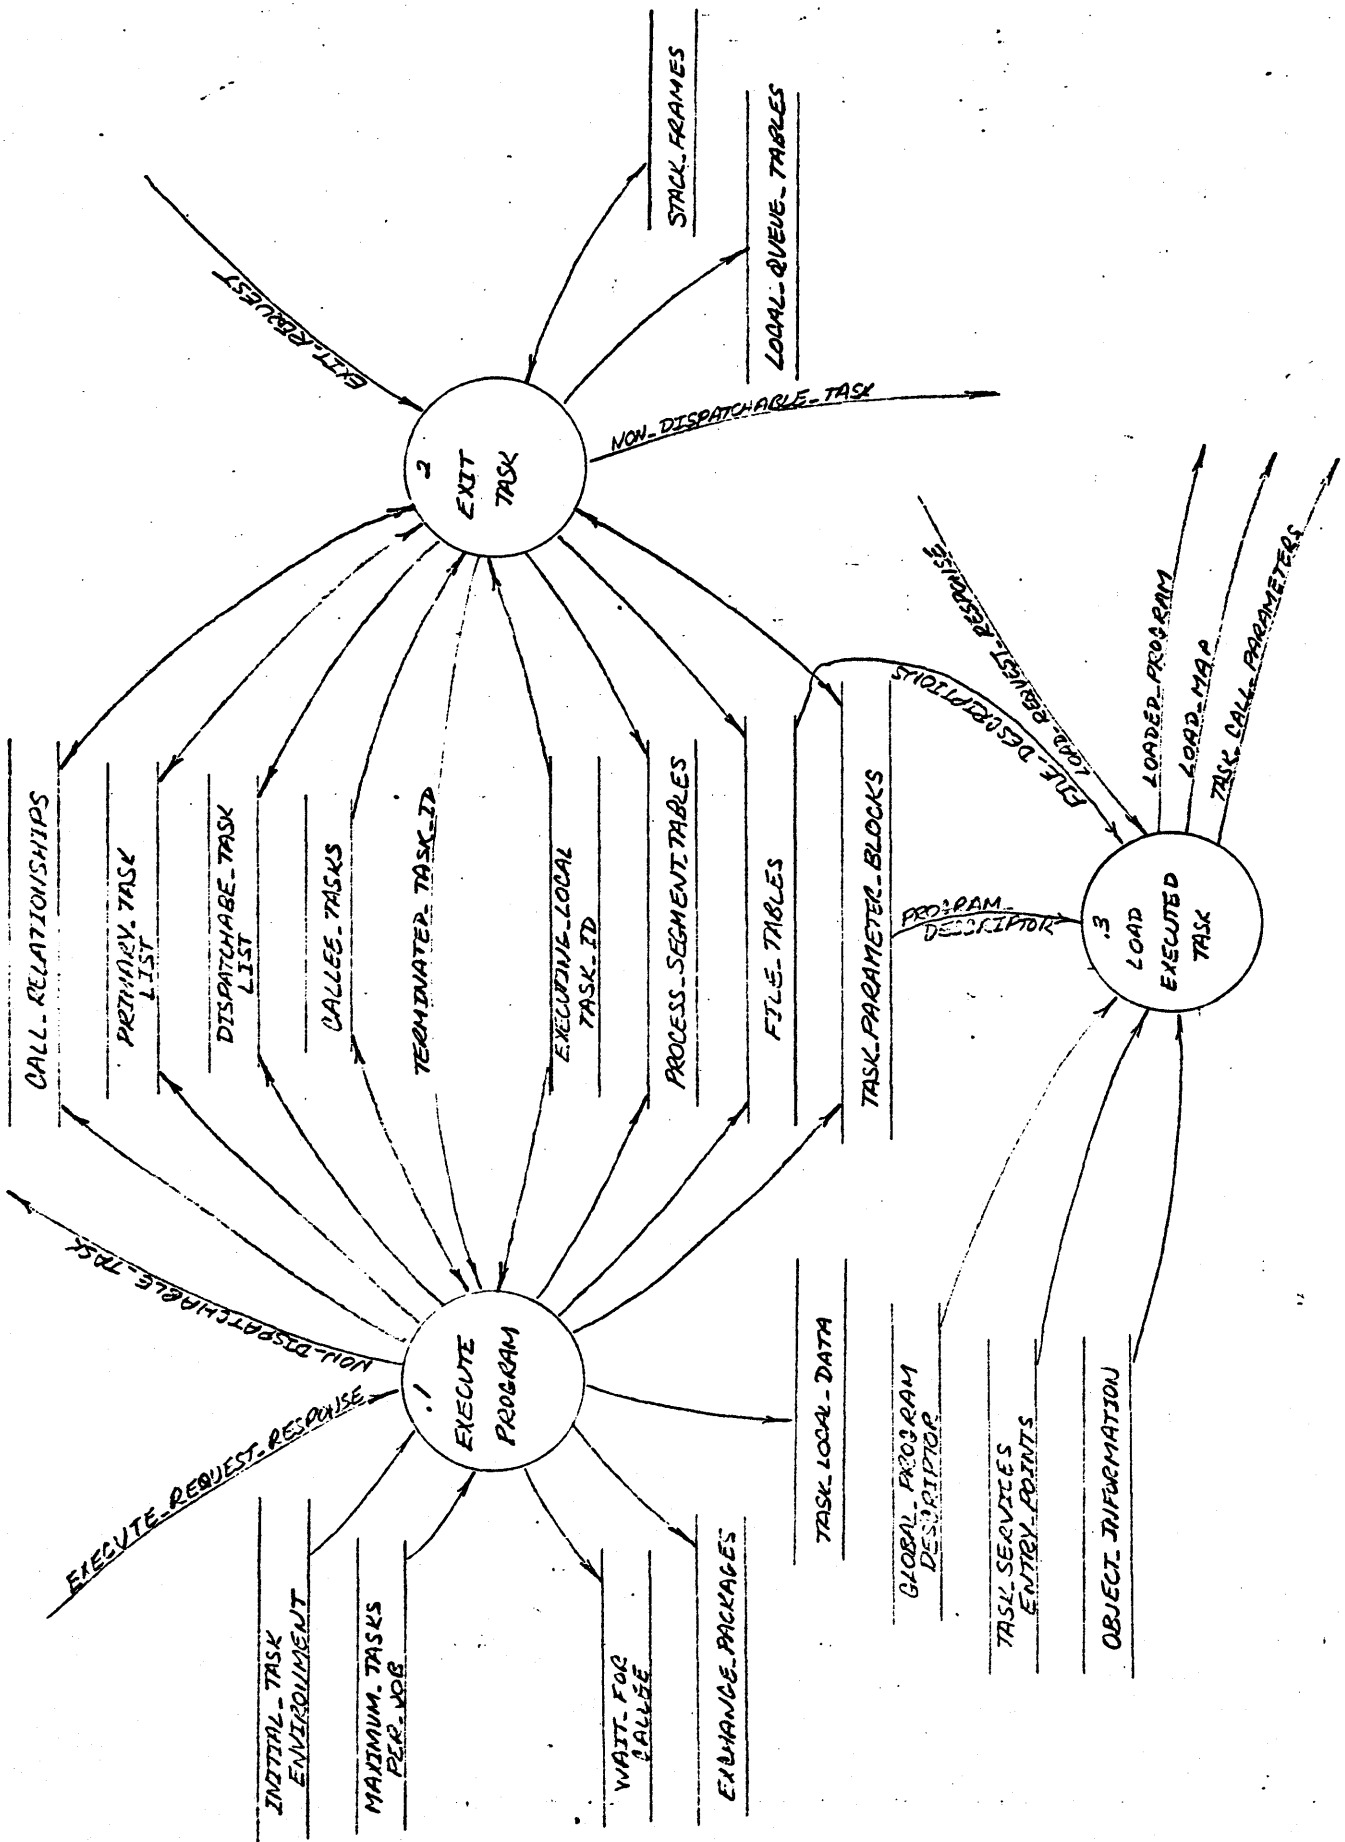 CALL_RELATIONSHIPS
PRIMARY_TASK
LIST
DISPATCHABE_TASK
LIST
CALLEE_TASKS
TERMINATED_TASK_ID
EXECUTING_LOCAL
TASK_ID
PROCESS_SEGMENT_TABLES
FILE_TABLES
TASK_PARAMETER_BLOCKS
NON-DISPATCHABLE_TASK
EXECUTE_REQUEST_RESPONSE
.1
EXECUTE
PROGRAM
INITIAL_TASK
ENVIRONMENT
MAXIMUM_TASKS
PER_JOB
WAIT_FOR
CALLEE
EXCHANGE_PACKAGES
TASK_LOCAL_DATA
EXIT_REQUEST
.2
EXIT
TASK
STACK_FRAMES
LOCAL_QUEUE_TABLES
NON_DISPATCHABLE_TASK
GLOBAL_PROGRAM
DESCRIPTOR
TASK_SERVICES
ENTRY_POINTS
OBJECT_INFORMATION
PROGRAM_
DESCRIPTOR
FILE_DESCRIPTIONS
LOAD_REQUEST_RESPONSE
.3
LOAD
EXECUTED
TASK
LOADED_PROGRAM
LOAD_MAP
TASK_CALL_PARAMETERS